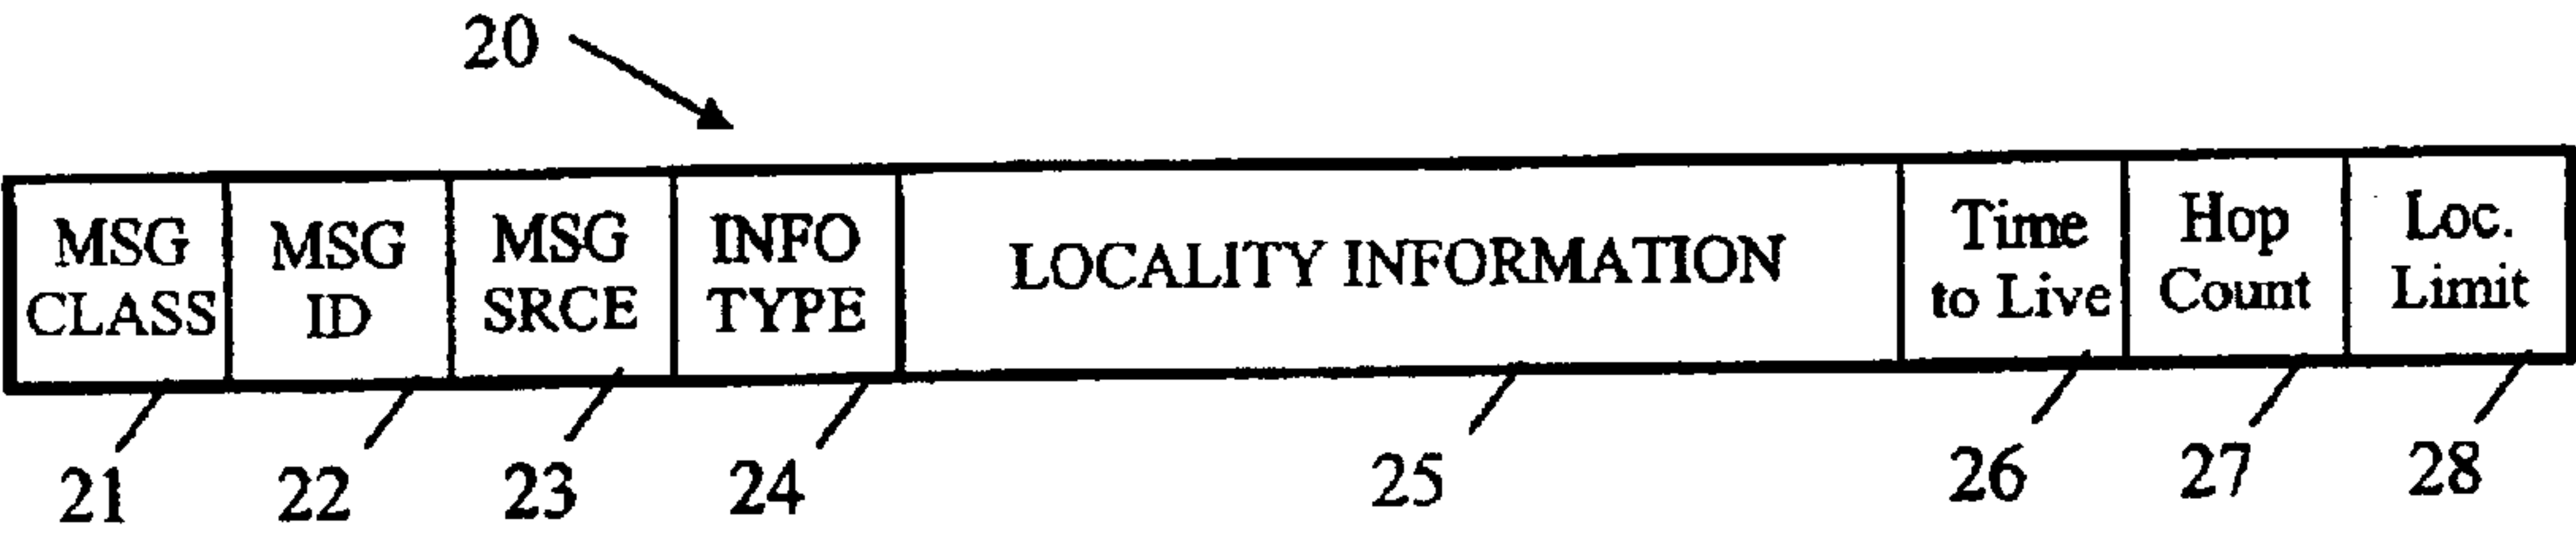 20
MSG
CLASS
MSG
ID
MSG
SRCE
INFO
TYPE
LOCALITY INFORMATION
Time
to Live
Hop
Count
Loc.
Limit
21
22
23
24
25
26
27
28